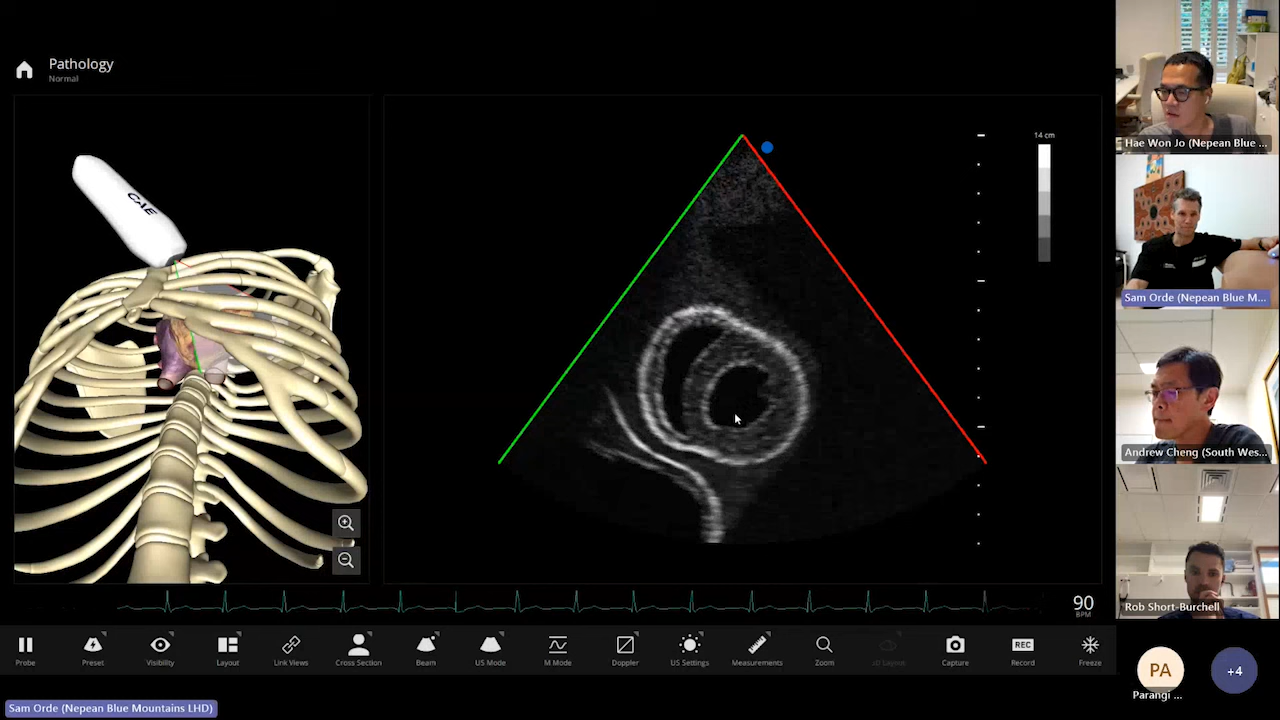 Pathology
Normal
CAE
14 cm
90
BPM
Probe
Preset
Visibility
Layout
Link Views
Cross Section
Beam
US Mode
M Mode
Doppler
US Settings
Measurements
Zoom
3D Layout
Capture
REC
Record
Freeze
Hae Won Jo (Nepean Blue ...
Sam Orde (Nepean Blue M...
Andrew Cheng (South Wes...
Rob Short-Burchell
PA
Parangi ...
+4
Sam Orde (Nepean Blue Mountains LHD)